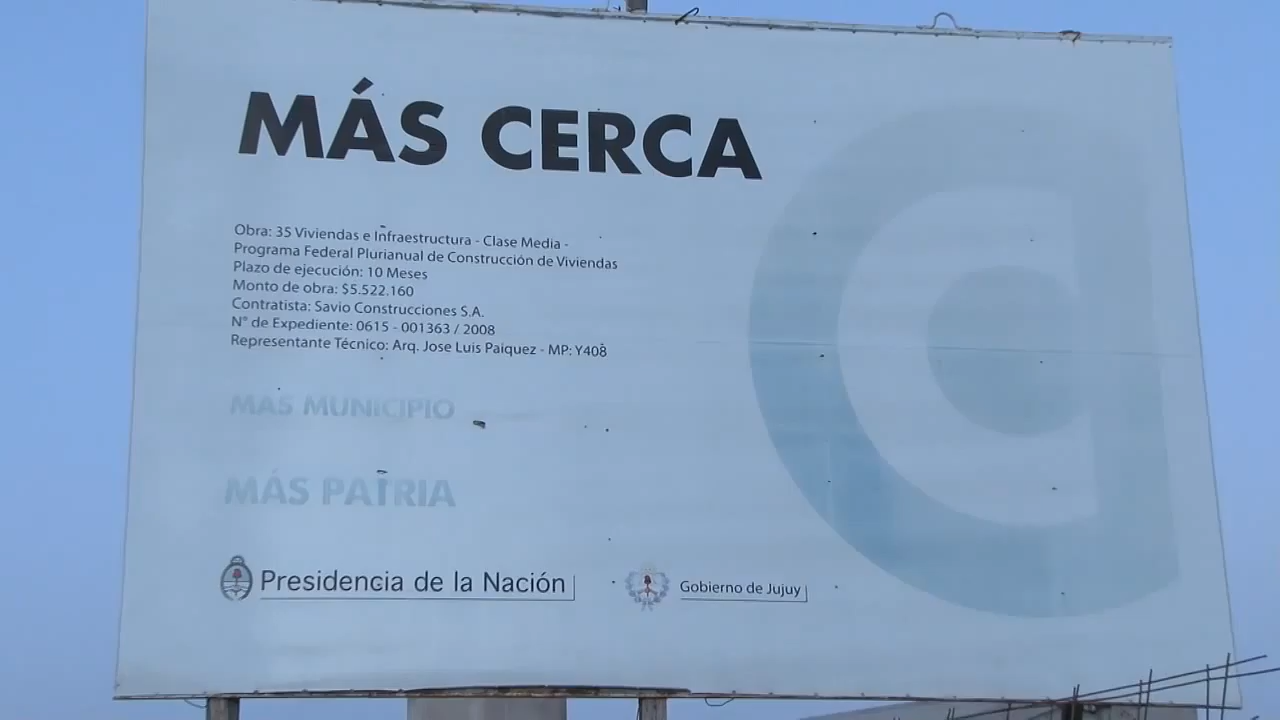 MÁS CERCA
Obra: 35 Viviendas e Infraestructura - Clase Media -
Programa Federal Plurianual de Construcción de Viviendas
Plazo de ejecución: 10 Meses
Monto de obra: $5.522.160
Contratista: Savio Construcciones S.A.
N° de Expediente: 0615 - 001363 / 2008
Representante Técnico: Arq. Jose Luis Paiquez - MP: Y408
MÁS MUNICIPIO
MÁS PATRIA
Presidencia de la Nación
Gobierno de Jujuy